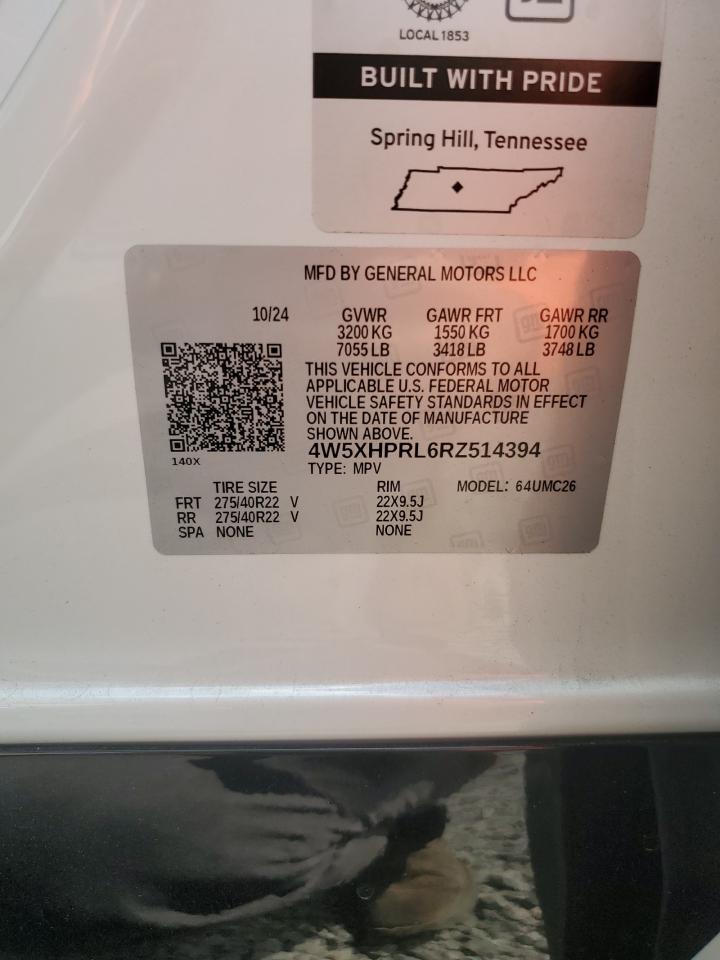 LOCAL 1853
BUILT WITH PRIDE
Spring Hill, Tennessee
MFD BY GENERAL MOTORS LLC
10/24 GVWR GAWR FRT GAWR RR
3200 KG 1550 KG 1700 KG
7055 LB 3418 LB 3748 LB
THIS VEHICLE CONFORMS TO ALL
APPLICABLE U.S. FEDERAL MOTOR
VEHICLE SAFETY STANDARDS IN EFFECT
ON THE DATE OF MANUFACTURE
SHOWN ABOVE.
4W5XHPRL6RZ514394
140X
TYPE: MPV
TIRE SIZE RIM MODEL: 64UMC26
FRT 275/40R22 V 22X9.5J
RR 275/40R22 V 22X9.5J
SPA NONE NONE